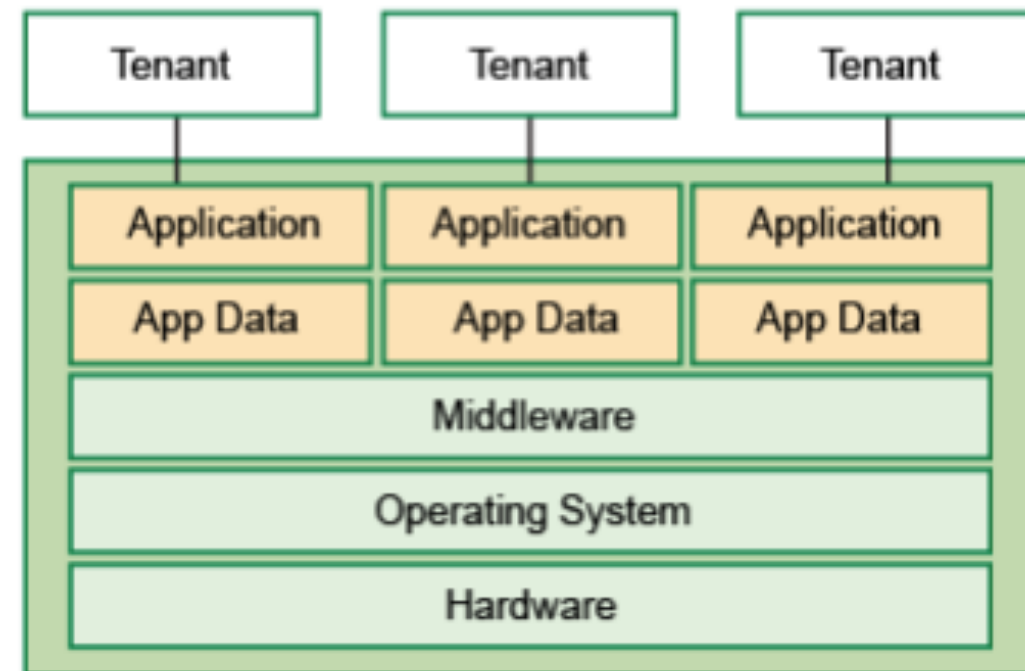 Tenant Tenant Tenant
Application Application Application
App Data App Data App Data
Middleware
Operating System
Hardware